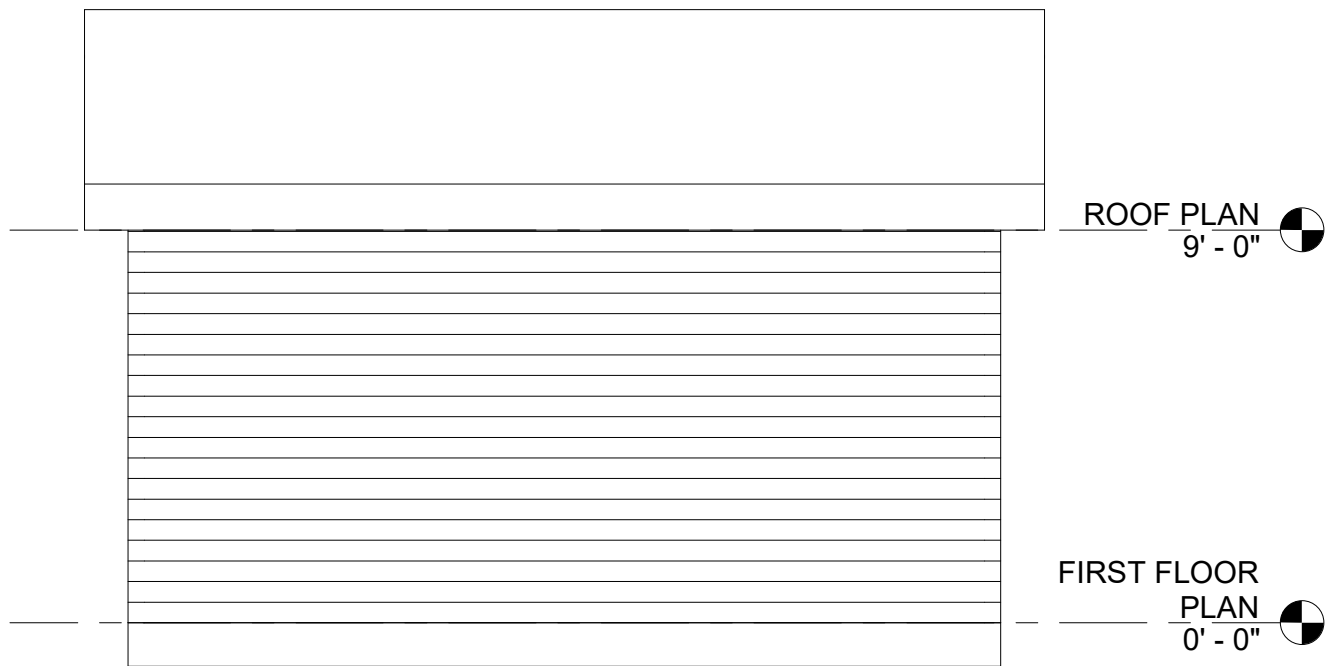 ROOF PLAN
9' - 0"
FIRST FLOOR
PLAN
0' - 0"